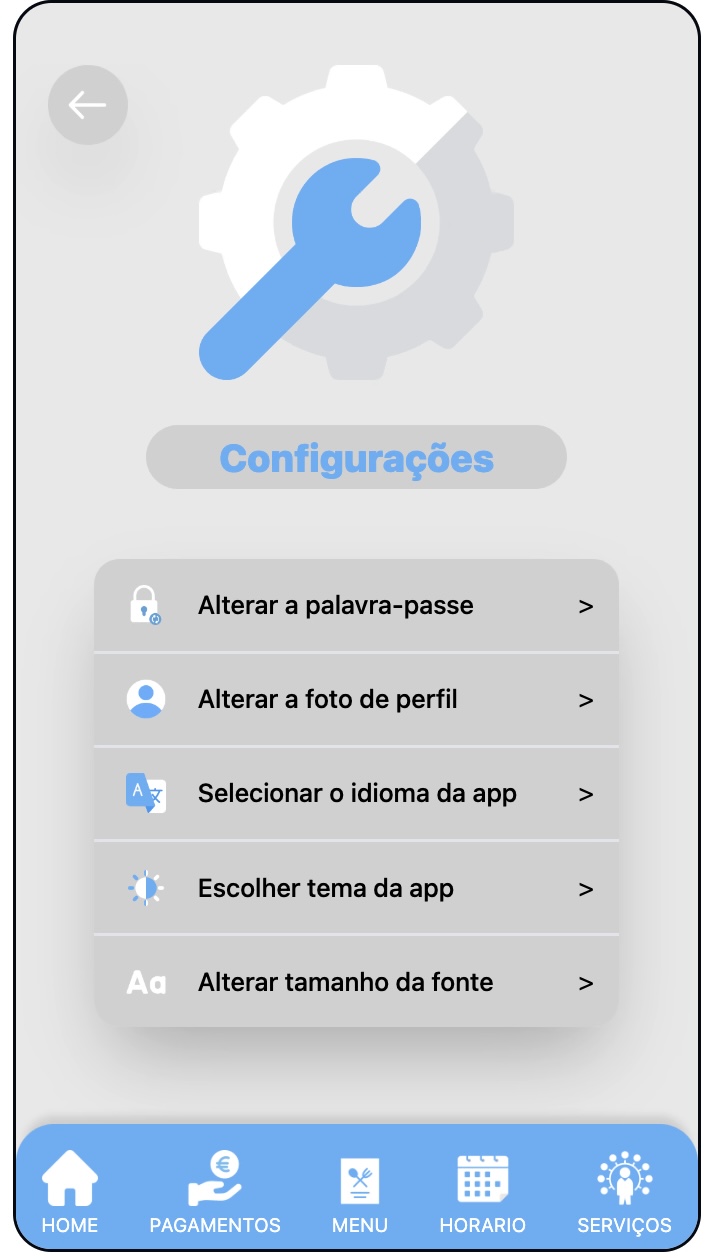 Configurações
Alterar a palavra-passe >
Alterar a foto de perfil >
A 文
Selecionar o idioma da app >
Escolher tema da app >
Aa Alterar tamanho da fonte >
€
HOME PAGAMENTOS MENU HORARIO SERVIÇOS